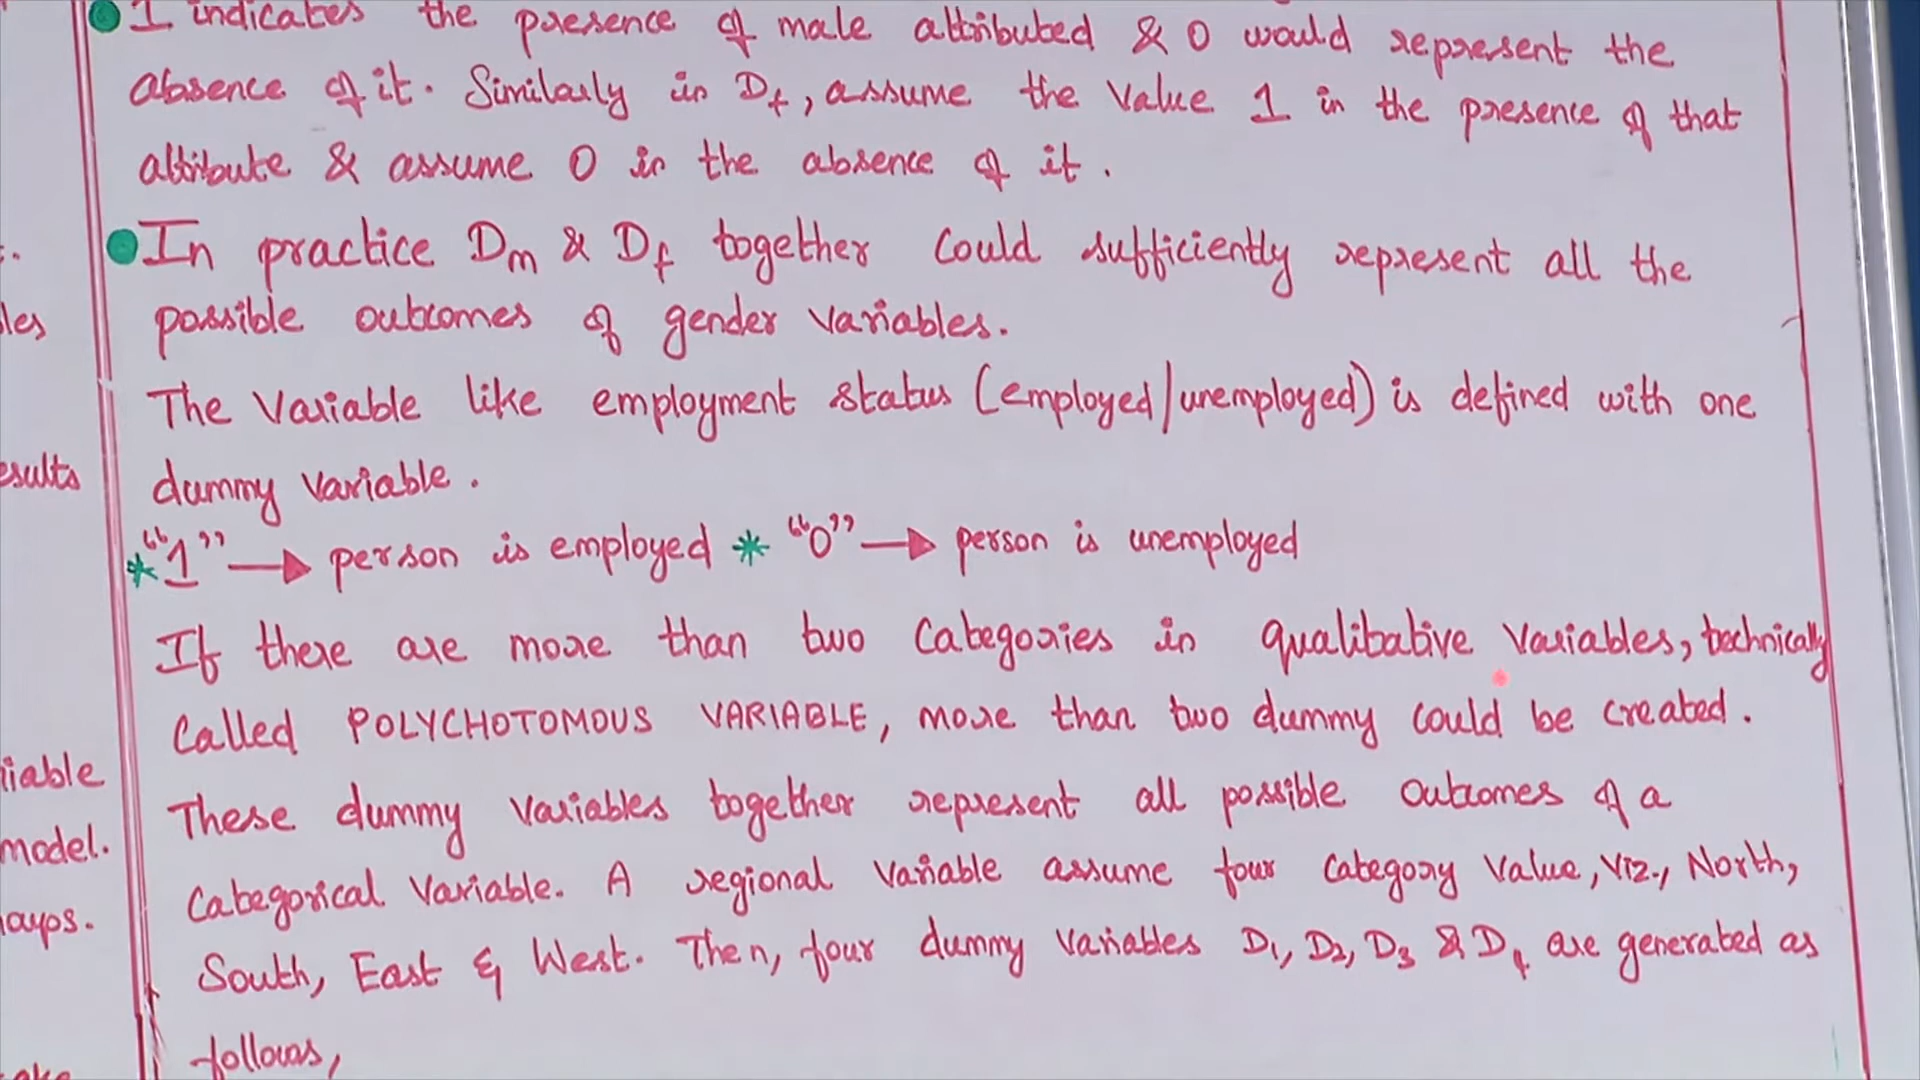 1 indicates the presence of male attributed & 0 would represent the
absence of it. Similarly in Df, assume the value 1 in the presence of that
attribute & assume 0 in the absence of it.
In practice Dm & Df together could sufficiently represent all the
possible outcomes of gender variables.
les
The variable like employment status (employed/unemployed) is defined with one
dummy variable.
esults
* "1" → person is employed * "0" → person is unemployed
If there are more than two categories in qualitative variables, technically
called POLYCHOTOMOUS VARIABLE, more than two dummy could be created.
iable
These dummy variables together represent all possible outcomes of a
model.
categorical variable. A regional variable assume four category value, viz., North,
oups.
South, East & West. Then, four dummy variables D1, D2, D3 & D4 are generated as
follows,